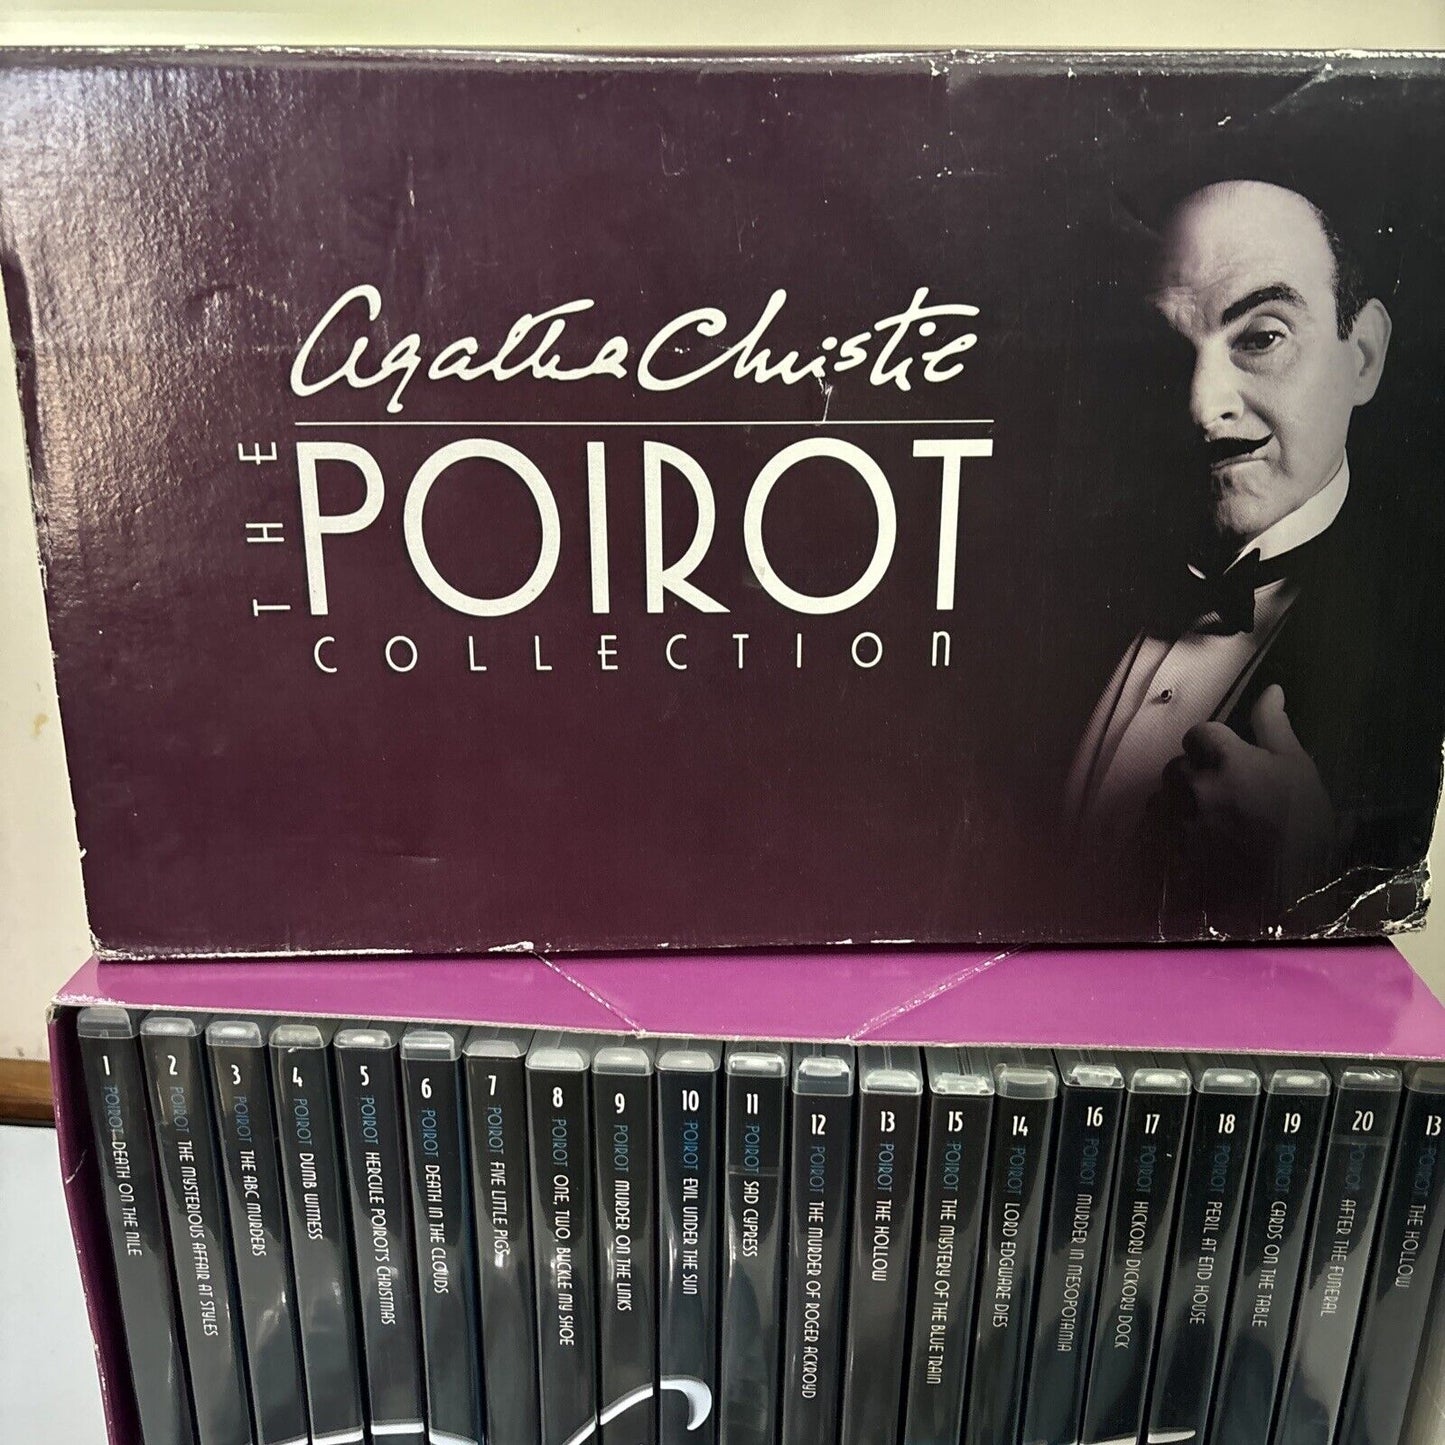 Agatha Christie
THE
POIROT
COLLECTION
1 POIROT DEATH ON THE NILE
2 POIROT THE MYSTERIOUS AFFAIR AT STYLES
3 POIROT THE ABC MURDERS
4 POIROT DUMB WITNESS
5 POIROT HERCULE POIROT'S CHRISTMAS
6 POIROT DEATH IN THE CLOUDS
7 POIROT FIVE LITTLE PIGS
8 POIROT ONE, TWO, BUCKLE MY SHOE
9 POIROT MURDER ON THE LINKS
10 POIROT EVIL UNDER THE SUN
11 POIROT SAD CYPRESS
12 POIROT THE MURDER OF ROGER ACKROYD
13 POIROT THE HOLLOW
15 POIROT THE MYSTERY OF THE BLUE TRAIN
14 POIROT LORD EDGWARE DIES
16 POIROT MURDER IN MESOPOTAMIA
17 POIROT HICKORY DICKORY DOCK
18 POIROT PERIL AT END HOUSE
19 POIROT CARDS ON THE TABLE
20 POIROT AFTER THE FUNERAL
13 POIROT THE HOLLOW